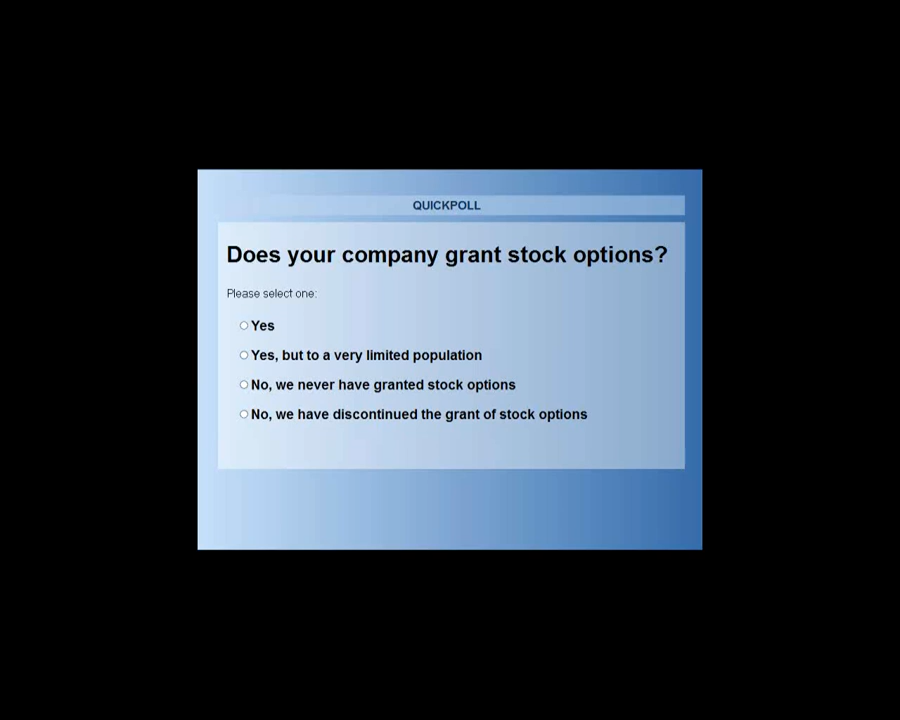 QUICKPOLL
Does your company grant stock options?
Please select one:
Yes
Yes, but to a very limited population
No, we never have granted stock options
No, we have discontinued the grant of stock options